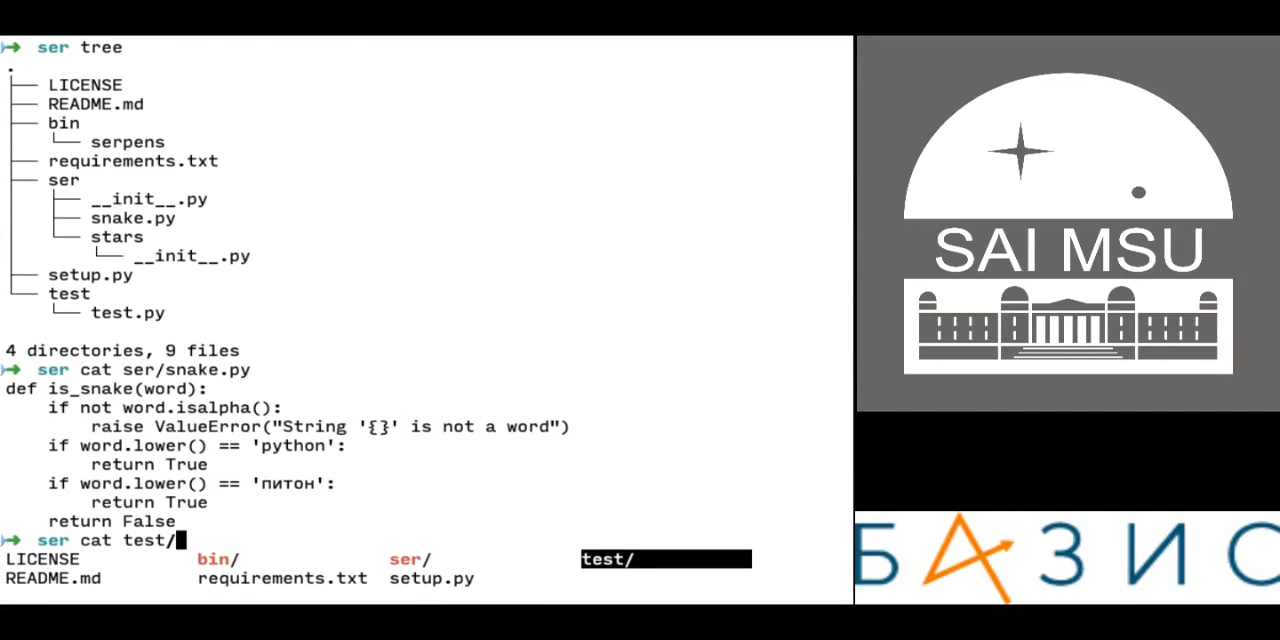 ➜  ser tree
.
├── LICENSE
├── README.md
├── bin
│   └── serpens
├── requirements.txt
├── ser
│   ├── __init__.py
│   ├── snake.py
│   └── stars
│       └── __init__.py
├── setup.py
└── test
    └── test.py
4 directories, 9 files
➜  ser cat ser/snake.py
def is_snake(word):
    if not word.isalpha():
        raise ValueError("String '{}' is not a word")
    if word.lower() == 'python':
        return True
    if word.lower() == 'питон':
        return True
    return False
➜  ser cat test/
LICENSE bin/ ser/ test/
README.md requirements.txt setup.py
SAI MSU
БАЗИС